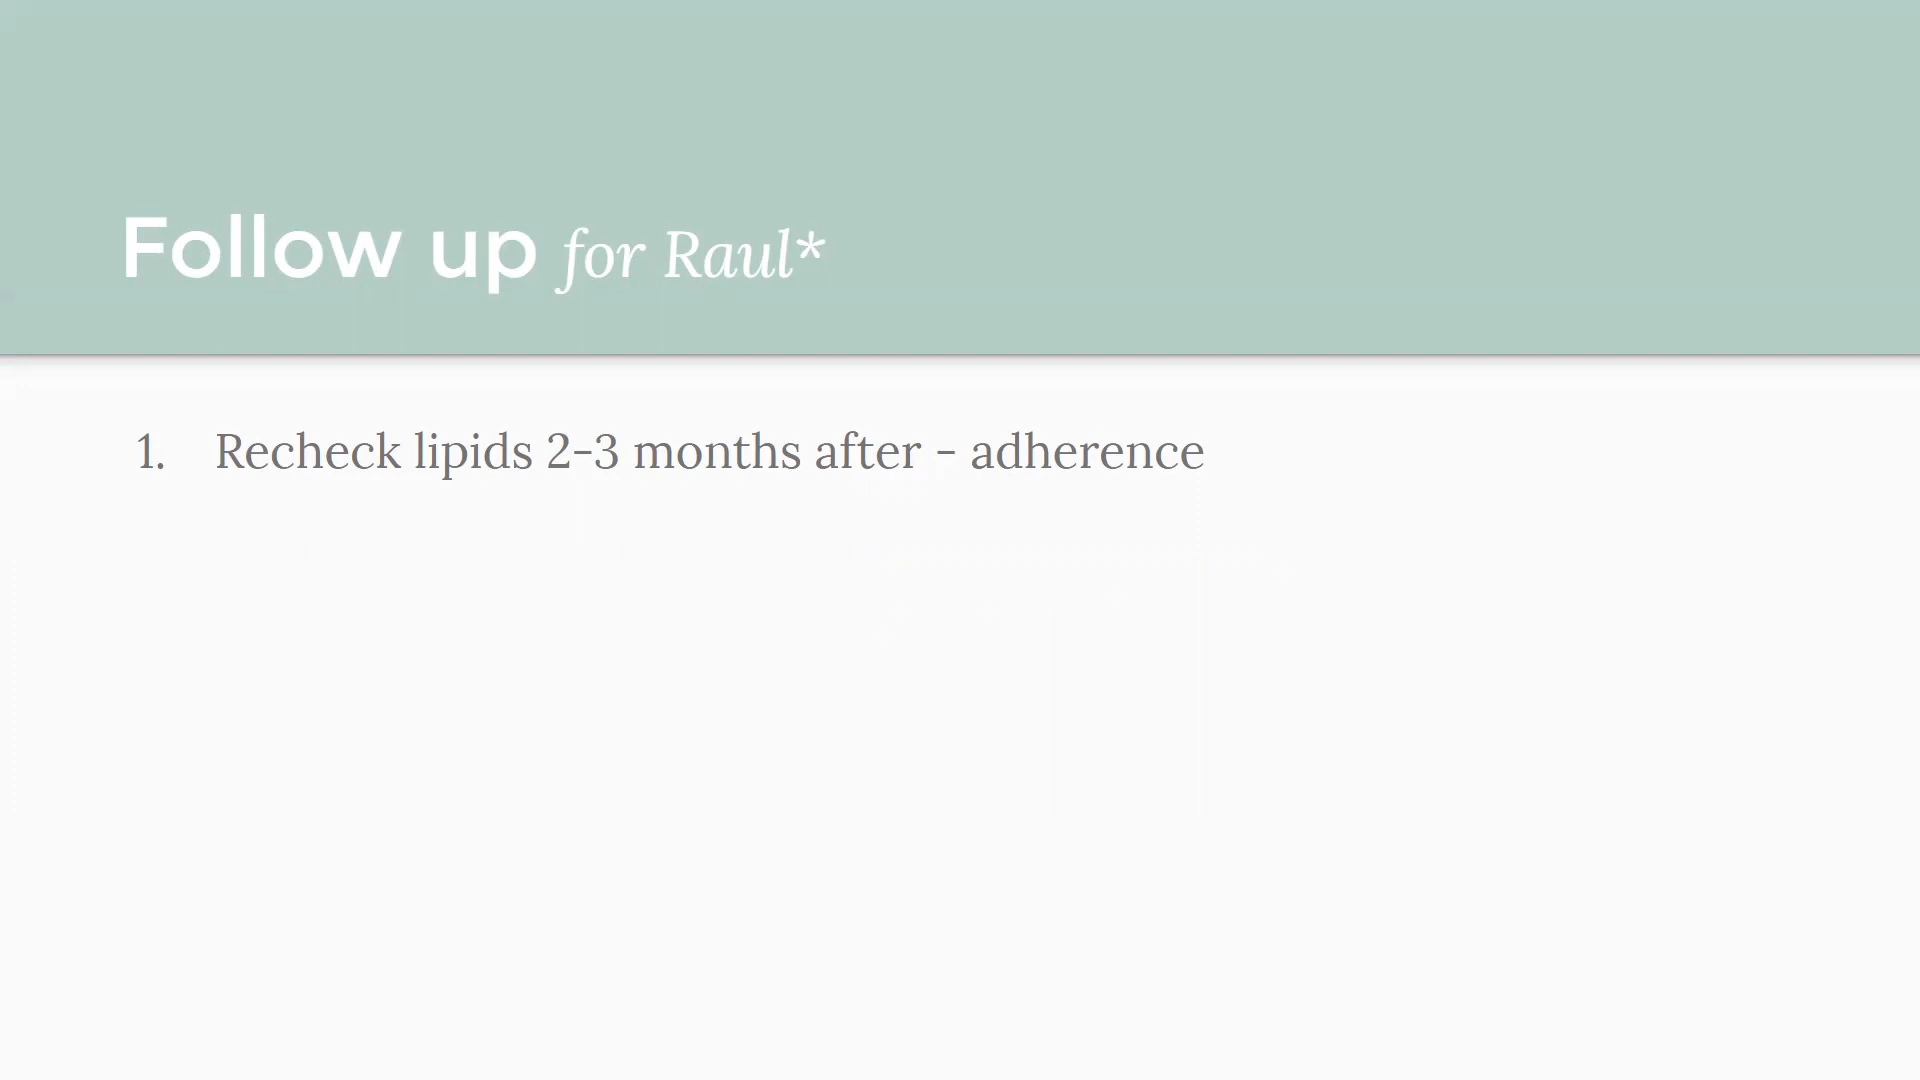 Follow up for Raul*
1. Recheck lipids 2-3 months after - adherence